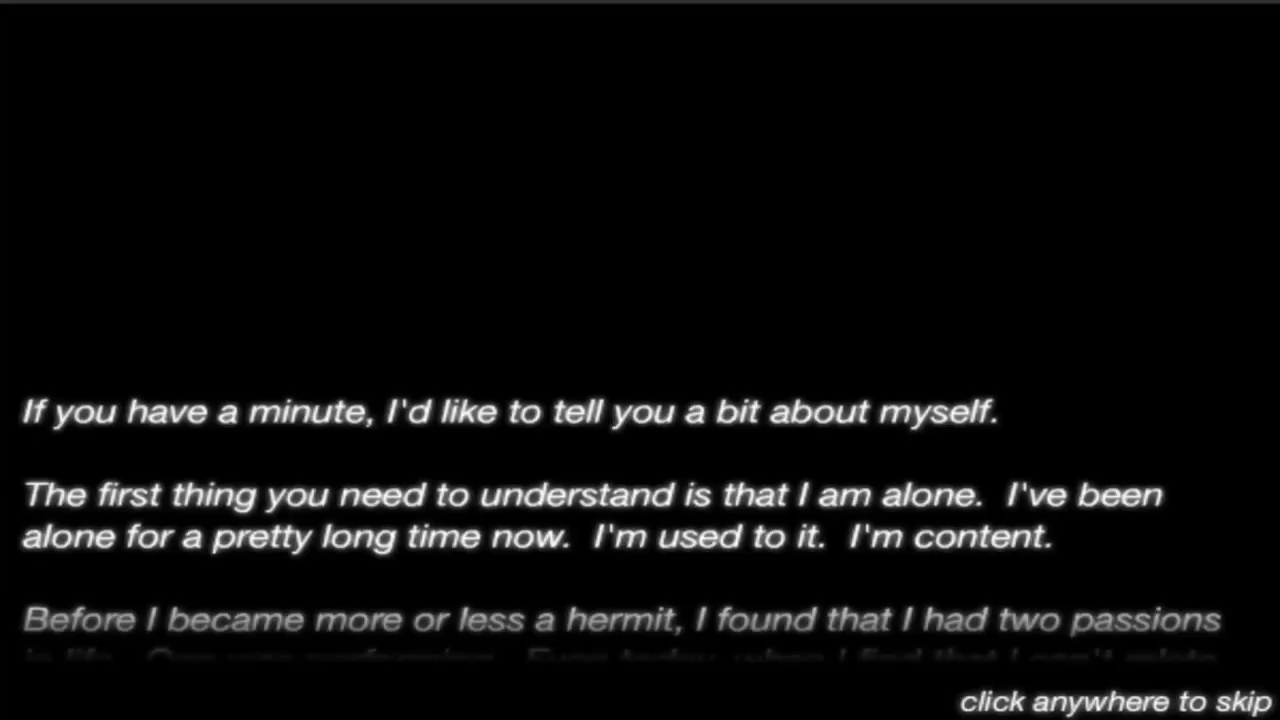 If you have a minute, I'd like to tell you a bit about myself.
The first thing you need to understand is that I am alone.  I've been
alone for a pretty long time now.  I'm used to it.  I'm content.
Before I became more or less a hermit, I found that I had two passions
click anywhere to skip